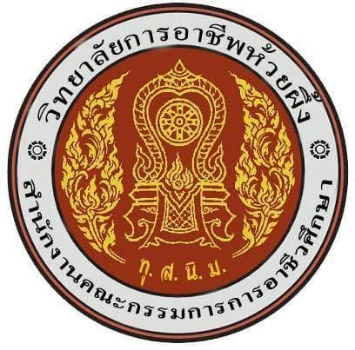 วิทยาลัยการอาชีพห้วยผึ้ง
ทุ. ส. นิ. ม.
สำนักงานคณะกรรมการการอาชีวศึกษา